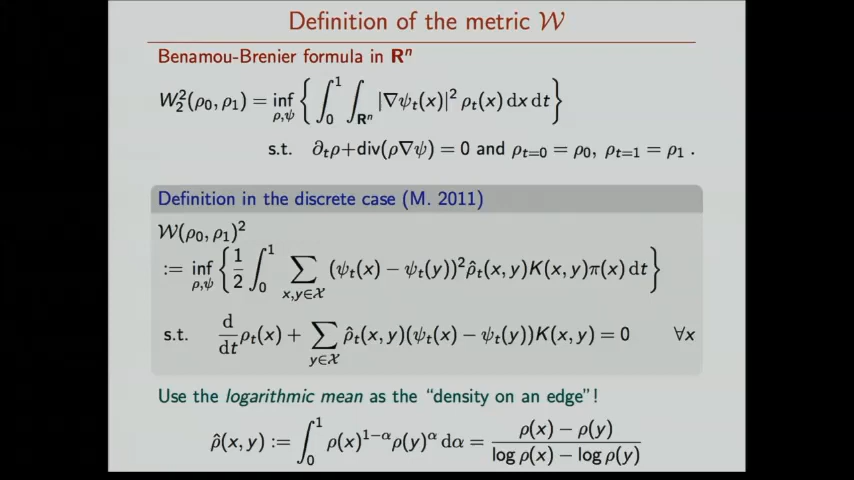 Definition of the metric 𝒲
Benamou-Brenier formula in **R**ⁿ
W₂²(ρ₀, ρ₁) = inf_{ρ,ψ} { ∫₀¹ ∫_{**R**ⁿ} |∇ψₜ(x)|² ρₜ(x) dx dt }
s.t. ∂ₜρ+div(ρ∇ψ) = 0 and ρₜ₌₀ = ρ₀, ρₜ₌₁ = ρ₁ .
Definition in the discrete case (M. 2011)
𝒲(ρ₀, ρ₁)²
:= inf_{ρ,ψ} { 1/2 ∫₀¹ ∑_{x,y∈𝒳} (ψₜ(x) − ψₜ(y))² ρ̂ₜ(x, y)K(x, y)π(x) dt }
s.t. d/dt ρₜ(x) + ∑_{y∈𝒳} ρ̂ₜ(x, y)(ψₜ(x) − ψₜ(y))K(x, y) = 0 ∀x
Use the logarithmic mean as the “density on an edge”!
ρ̂(x, y) := ∫₀¹ ρ(x)^{1−α}ρ(y)^α dα = (ρ(x) − ρ(y)) / (log ρ(x) − log ρ(y))